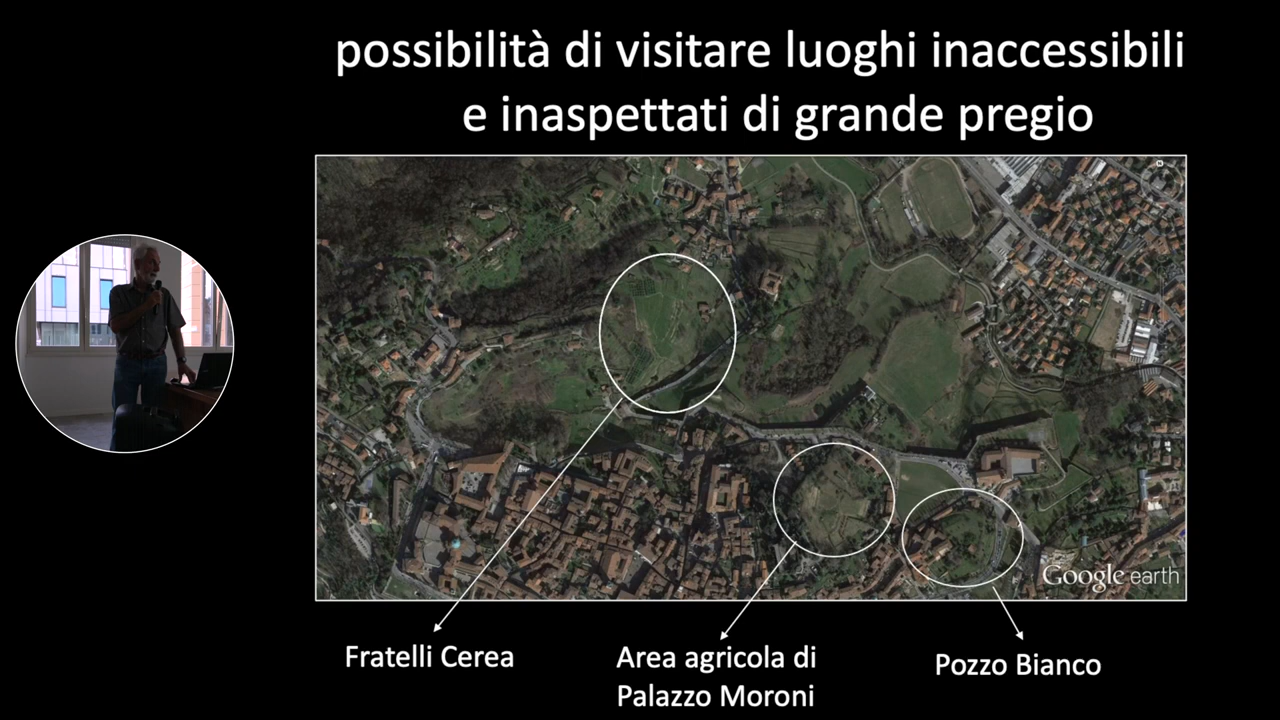 possibilità di visitare luoghi inaccessibili
e inaspettati di grande pregio
Google earth
Fratelli Cerea
Area agricola di
Palazzo Moroni
Pozzo Bianco